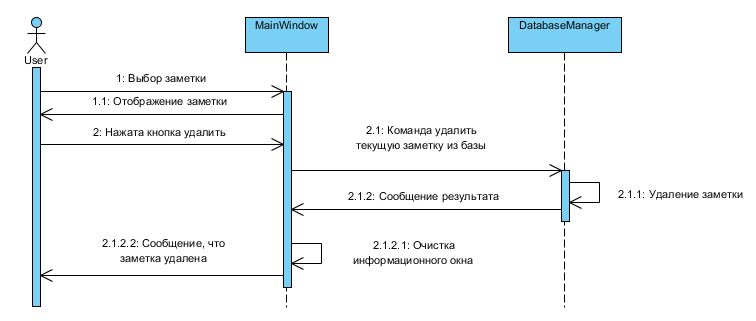 MainWindow
DatabaseManager
User
1: Выбор заметки
1.1: Отображение заметки
2: Нажата кнопка удалить
2.1: Команда удалить
текущую заметку из базы
2.1.1: Удаление заметки
2.1.2: Сообщение результата
2.1.2.2: Сообщение, что
заметка удалена
2.1.2.1: Очистка
информационного окна